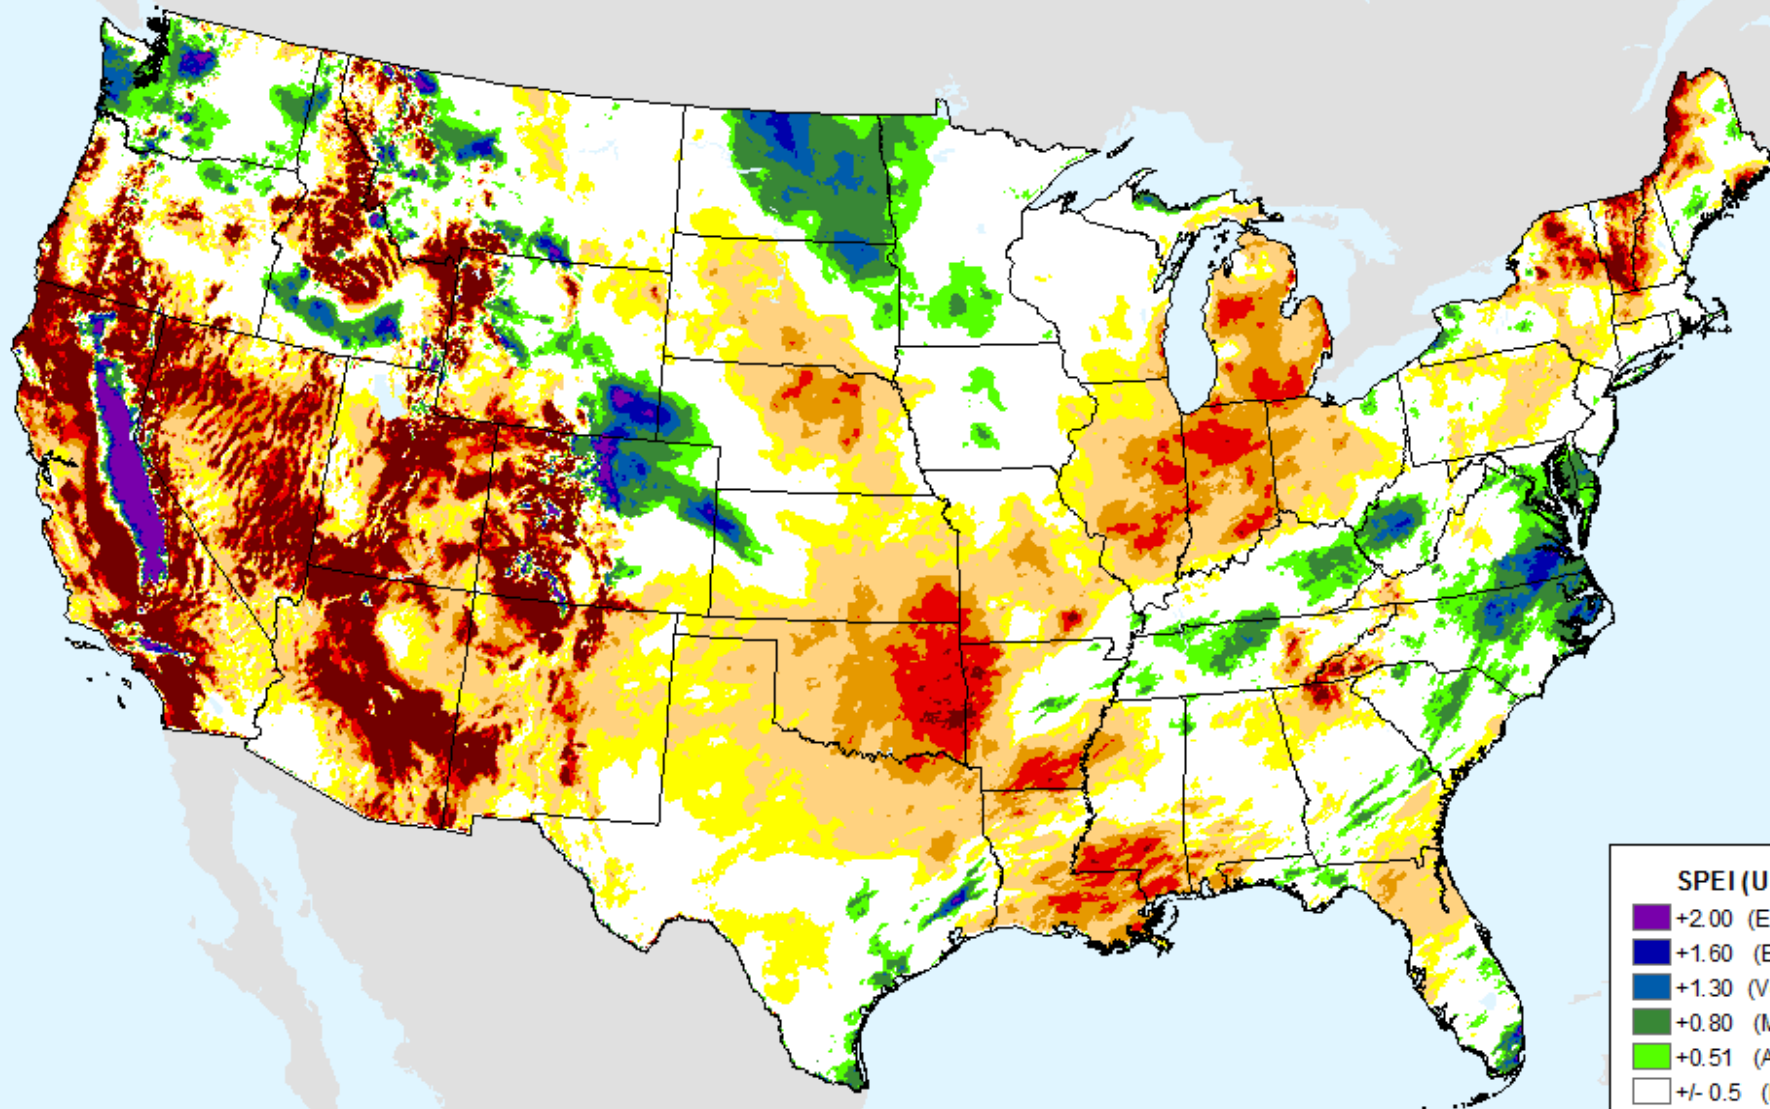 SPEI (U
+2.00 (E
+1.60 (E
+1.30 (V
+0.80 (M
+0.51 (A
+/- 0.5 (